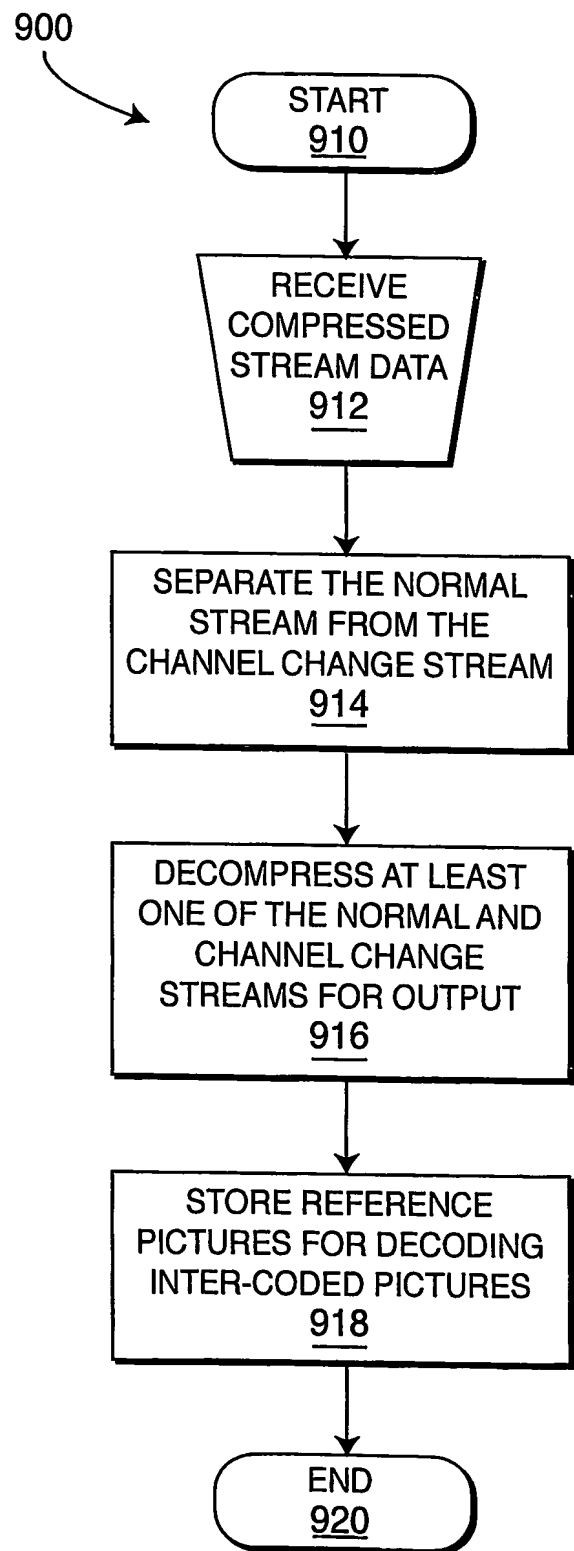 900
START
910
RECEIVE
COMPRESSED
STREAM DATA
912
SEPARATE THE NORMAL
STREAM FROM THE
CHANNEL CHANGE STREAM
914
DECOMPRESS AT LEAST
ONE OF THE NORMAL AND
CHANNEL CHANGE
STREAMS FOR OUTPUT
916
STORE REFERENCE
PICTURES FOR DECODING
INTER-CODED PICTURES
918
END
920